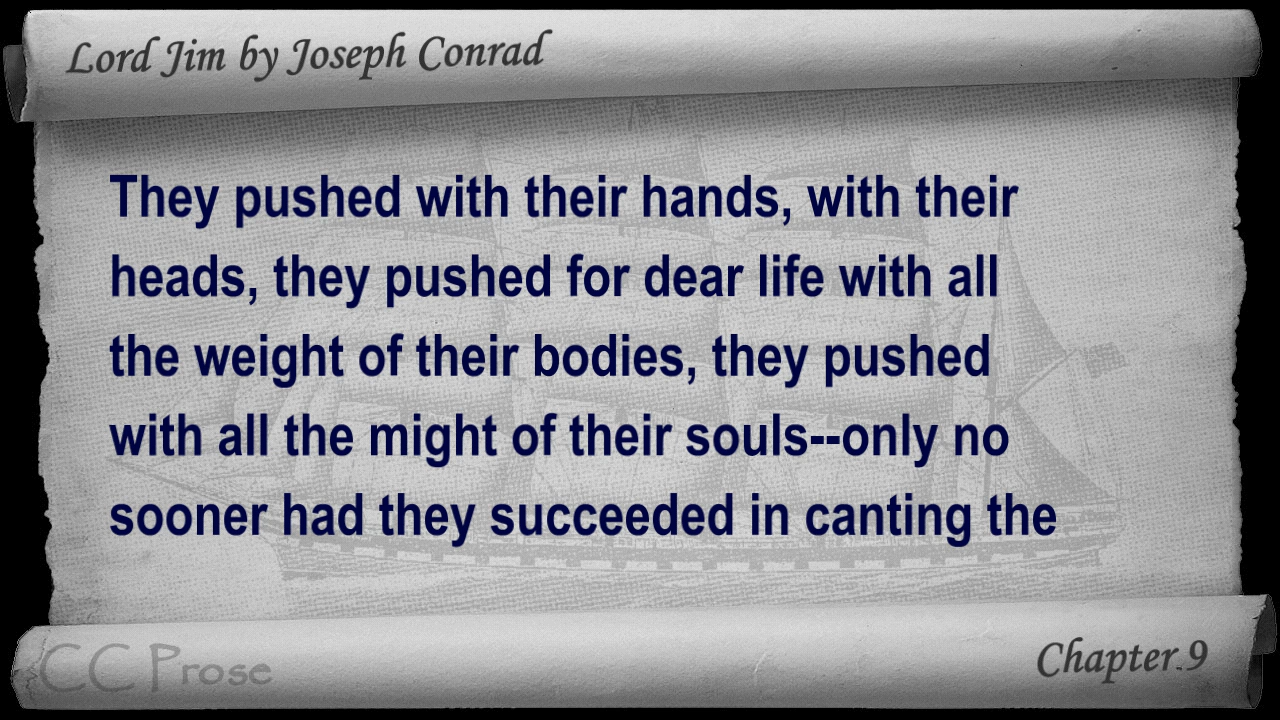 Lord Jim by Joseph Conrad
They pushed with their hands, with their
heads, they pushed for dear life with all
the weight of their bodies, they pushed
with all the might of their souls--only no
sooner had they succeeded in canting the
CC Prose
Chapter 9